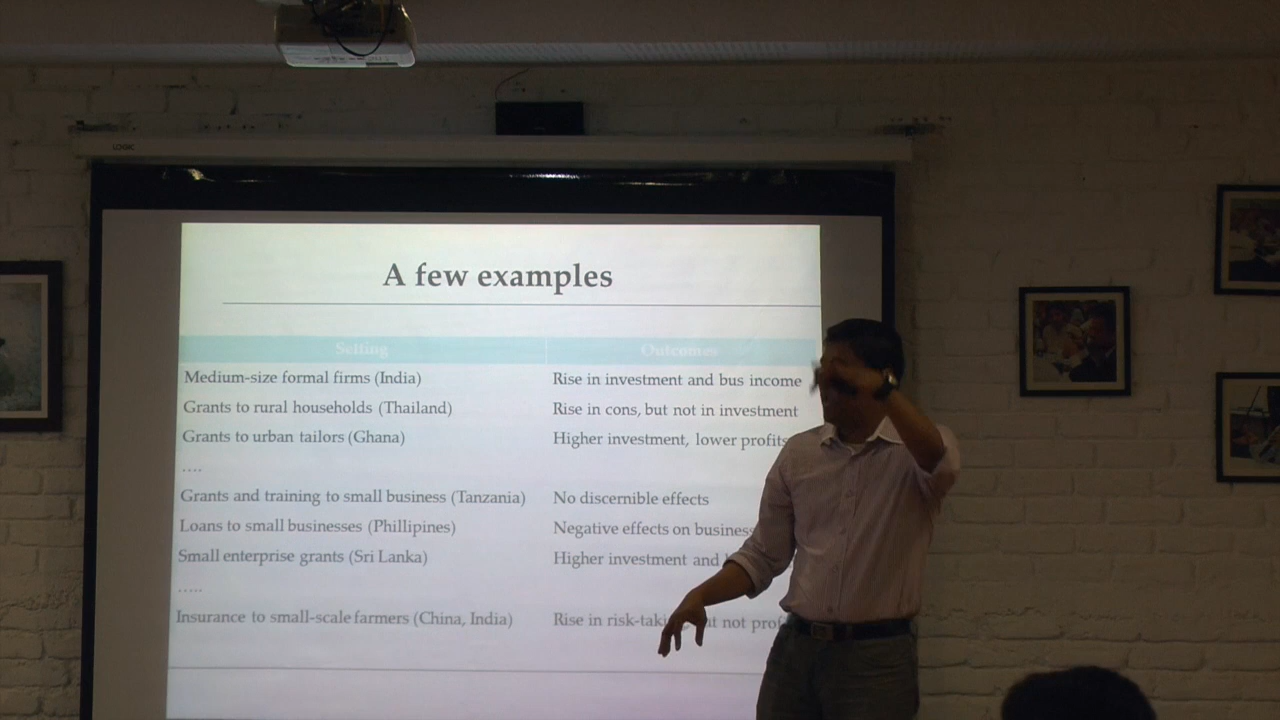 LOGIC
A few examples
Setting Outcomes
Medium-size formal firms (India) Rise in investment and bus income
Grants to rural households (Thailand) Rise in cons, but not in investment
Grants to urban tailors (Ghana) Higher investment, lower profits
....
Grants and training to small business (Tanzania) No discernible effects
Loans to small businesses (Phillipines) Negative effects on business
Small enterprise grants (Sri Lanka) Higher investment and
.....
Insurance to small-scale farmers (China, India) Rise in not